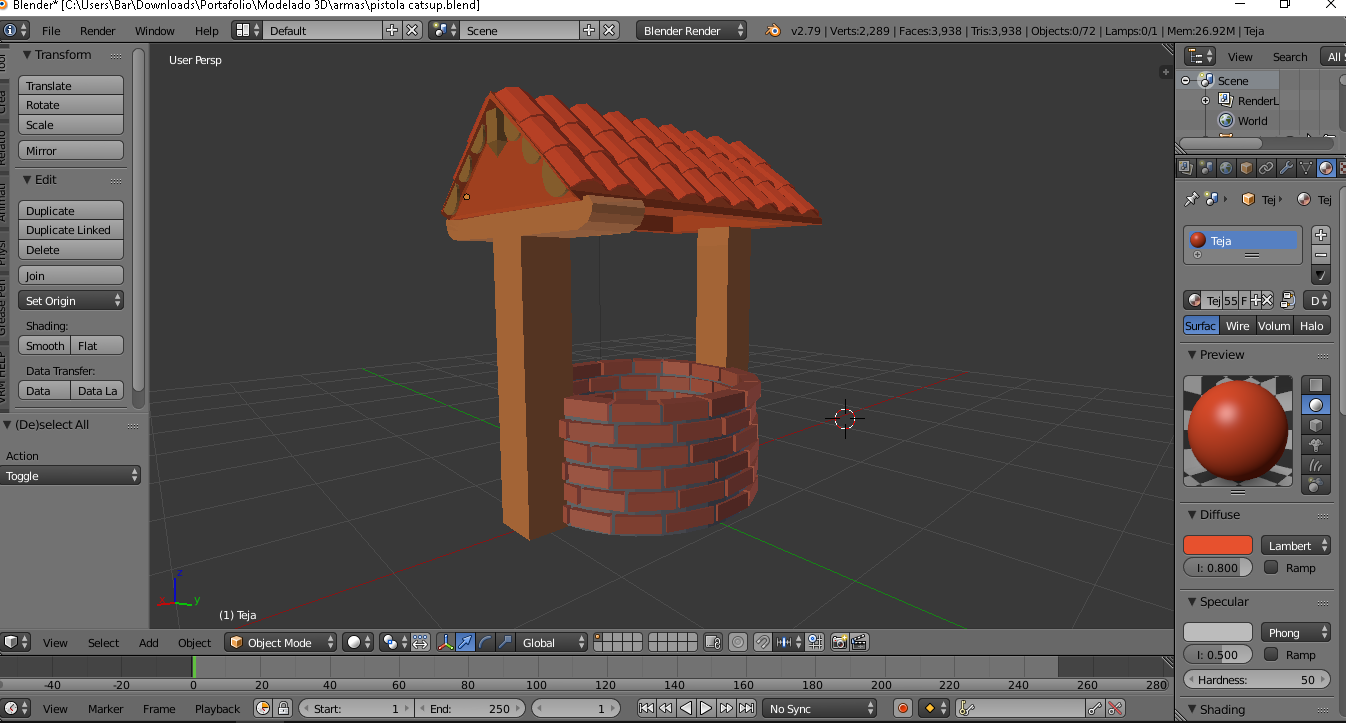 Blender* [C:\Users\Bar\Downloads\Portafolio\Modelado 3D\armas\pistola catsup.blend]
File Render Window Help Default Scene Blender Render v2.79 | Verts:2,289 | Faces:3,938 | Tris:3,938 | Objects:0/72 | Lamps:0/1 | Mem:26.92M | Teja
Transform
Translate
Rotate
Scale
Mirror
Edit
Duplicate
Duplicate Linked
Delete
Join
Set Origin
Shading:
Smooth Flat
Data Transfer:
Data Data La
(De)select All
Action
Toggle
User Persp
z
y
(1) Teja
View Search All
Scene
RenderL
World
Tej Tej
Teja
Tej 55 F D
Surfac Wire Volum Halo
Preview
Diffuse
Lambert
I: 0.800 Ramp
Specular
Phong
I: 0.500 Ramp
Hardness: 50
Shading
View Select Add Object Object Mode Global
-40 -20 0 20 40 60 80 100 120 140 160 180 200 220 240 260 280
View Marker Frame Playback Start: 1 End: 250 1 No Sync